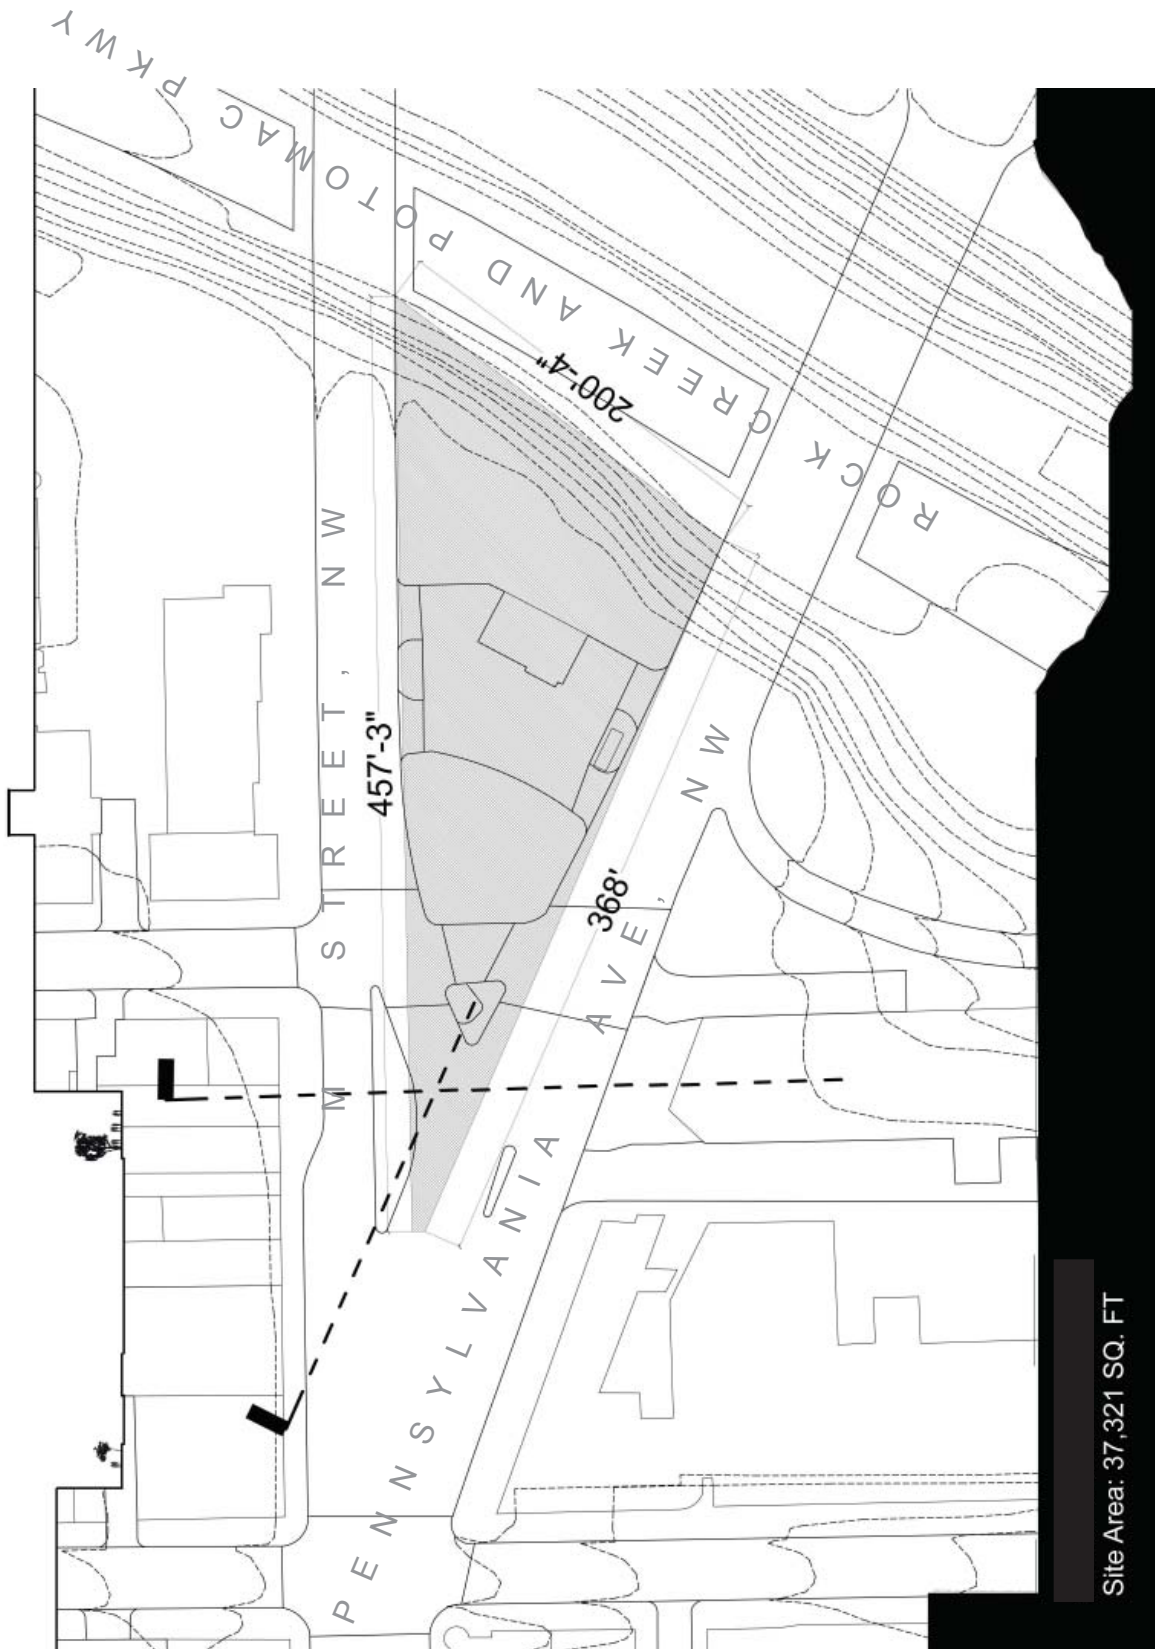 ROCK CREEK AND POTOMAC PKWY
M STREET, NW
457'-3"
200'-4"
368'
PENNSYLVANIA AVE, NW
Site Area: 37,321 SQ. FT